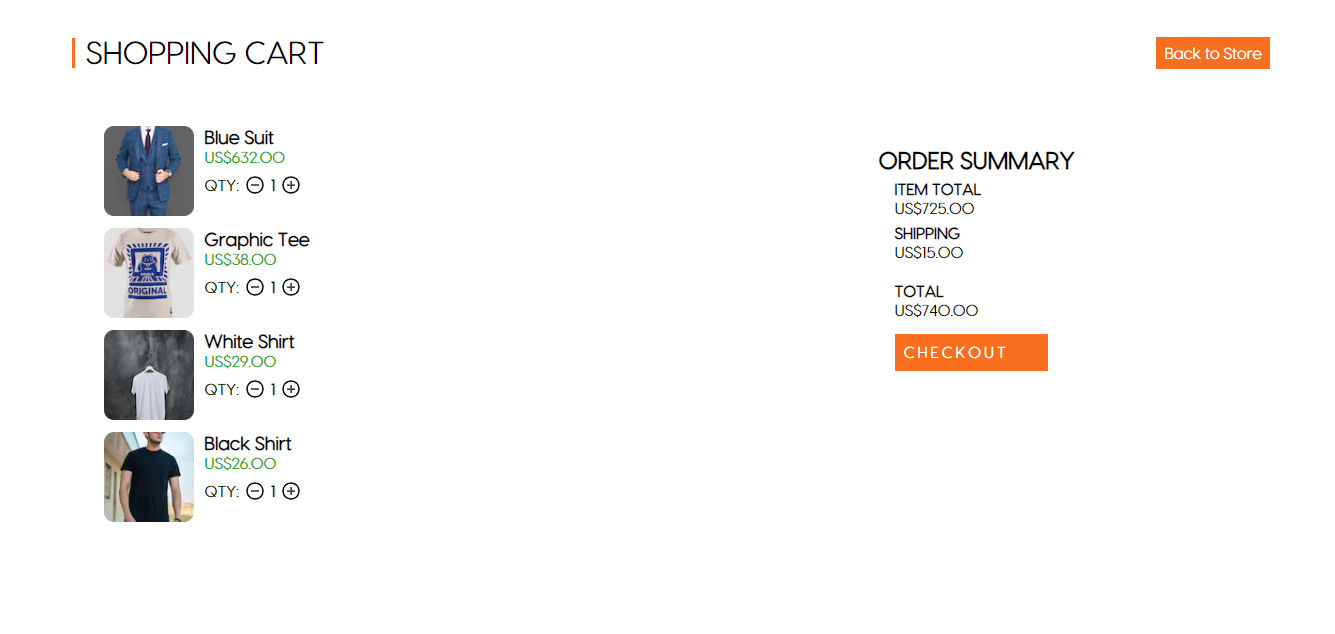 SHOPPING CART
Back to Store
Blue Suit
US$632.00
QTY: 1
Graphic Tee
US$38.00
QTY: 1
ORIGINAL
White Shirt
US$29.00
QTY: 1
Black Shirt
US$26.00
QTY: 1
ORDER SUMMARY
ITEM TOTAL
US$725.00
SHIPPING
US$15.00
TOTAL
US$740.00
CHECKOUT